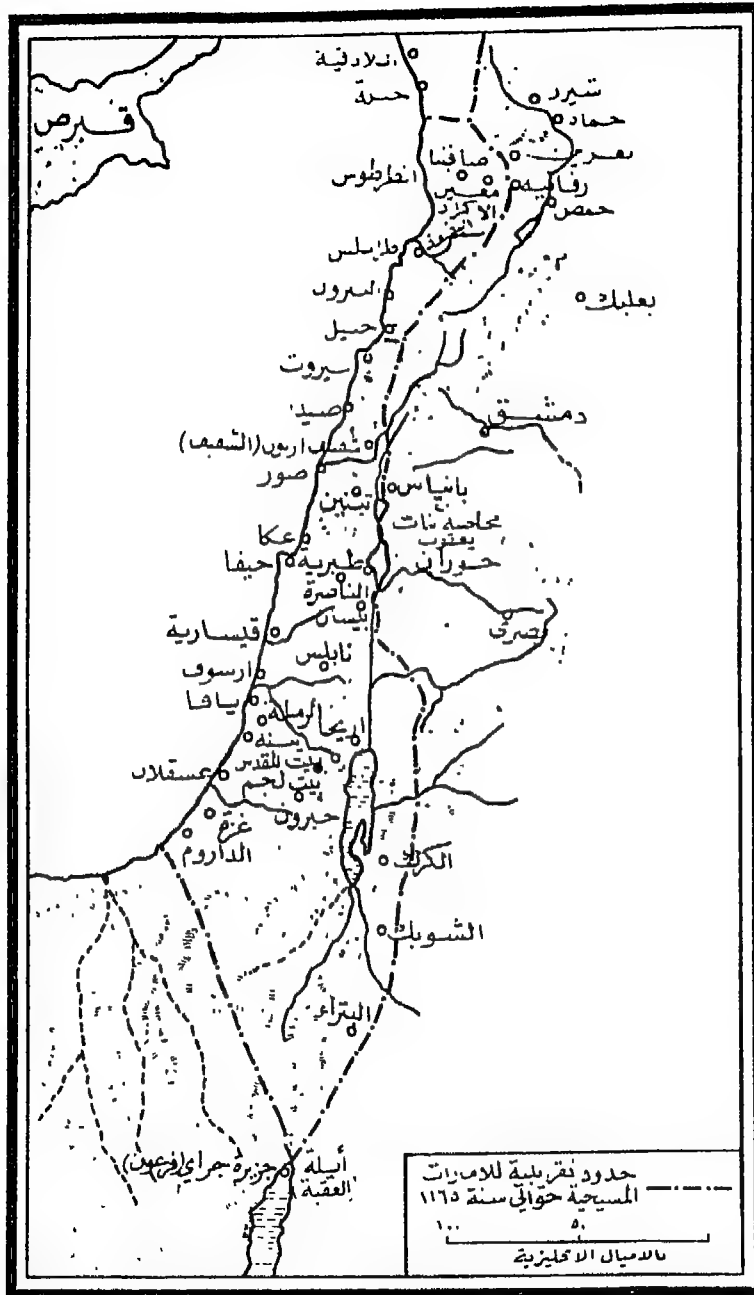 اللاذقية
جبلة
قبرص
شيزر
حماه
صافيتا
بعرين
انطرطوس
رفانيه
حصن
الاكراد
حمص
طرابلس
البترون
بعلبك
جبيل
بيروت
صيدا
دمشق
شقيف ارنون (الشقيف)
صور
بانياس
تبنين
مخاضة بنات
يعقوب
عكا
حيفا
طبرية
حوران
الناصرة
بيسان
بصرى
قيسارية
نابلس
ارسوف
يافا
الرملة
اريحا
يبنه
بيت المقدس
عسقلان
بيت لحم
حبرون
غزة
الداروم
الكرك
الشوبك
البتراء
أيلة
العقبة
جزيرة جراي (فرعون)
حدود تقريبية للامارات
المسيحية حوالي سنة ١١٦٥
١٠٠ ٥٠
بالاميال الانجليزية